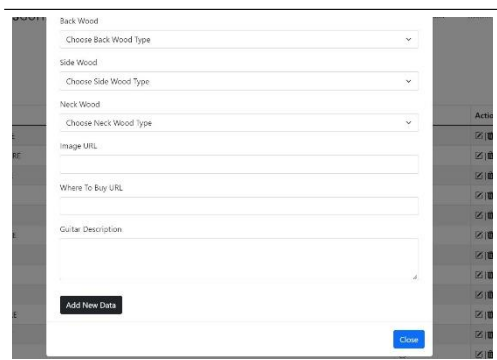 Back Wood
Choose Back Wood Type
Side Wood
Choose Side Wood Type
Actio
Neck Wood
Choose Neck Wood Type
RE
Image URL
Where To Buy URL
Guitar Description
Add New Data
Close